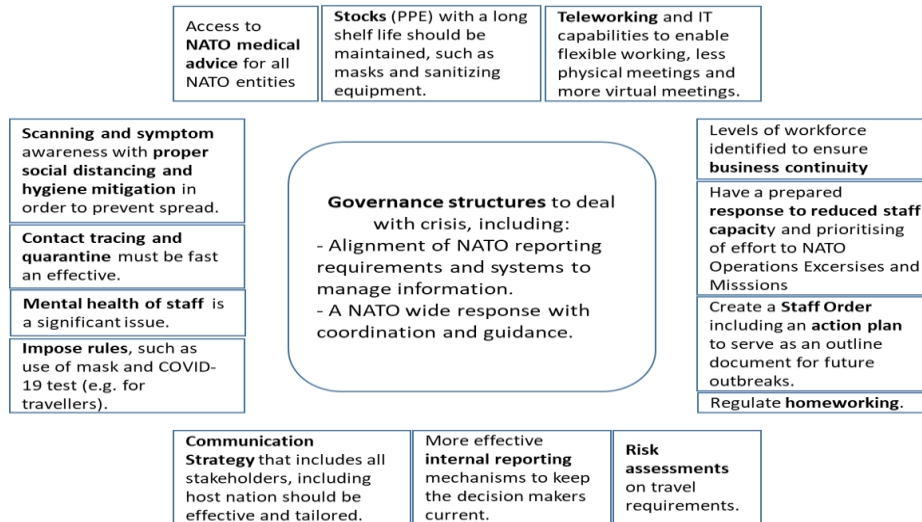 Access to
NATO medical
advice for all
NATO entities
Stocks (PPE) with a long
shelf life should be
maintained, such as
masks and sanitizing
equipment.
Teleworking and IT
capabilities to enable
flexible working, less
physical meetings and
more virtual meetings.
Scanning and symptom
awareness with proper
social distancing and
hygiene mitigation in
order to prevent spread.
Contact tracing and
quarantine must be fast
an effective.
Mental health of staff is
a significant issue.
Impose rules, such as
use of mask and COVID-
19 test (e.g. for
travellers).
Governance structures to deal
with crisis, including:
- Alignment of NATO reporting
requirements and systems to
manage information.
- A NATO wide response with
coordination and guidance.
Levels of workforce
identified to ensure
business continuity
Have a prepared
response to reduced staff
capacity and prioritising
of effort to NATO
Operations Excersises and
Misssions
Create a Staff Order
including an action plan
to serve as an outline
document for future
outbreaks.
Regulate homeworking.
Communication
Strategy that includes all
stakeholders, including
host nation should be
effective and tailored.
More effective
internal reporting
mechanisms to keep
the decision makers
current.
Risk
assessments
on travel
requirements.